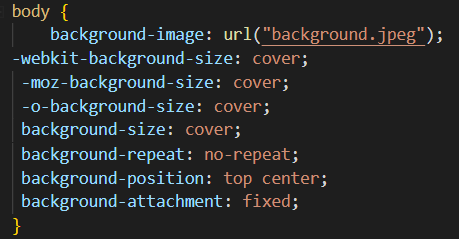 body {
    background-image: url("background.jpeg");
-webkit-background-size: cover;
 -moz-background-size: cover;
 -o-background-size: cover;
 background-size: cover;
 background-repeat: no-repeat;
 background-position: top center;
 background-attachment: fixed;
}